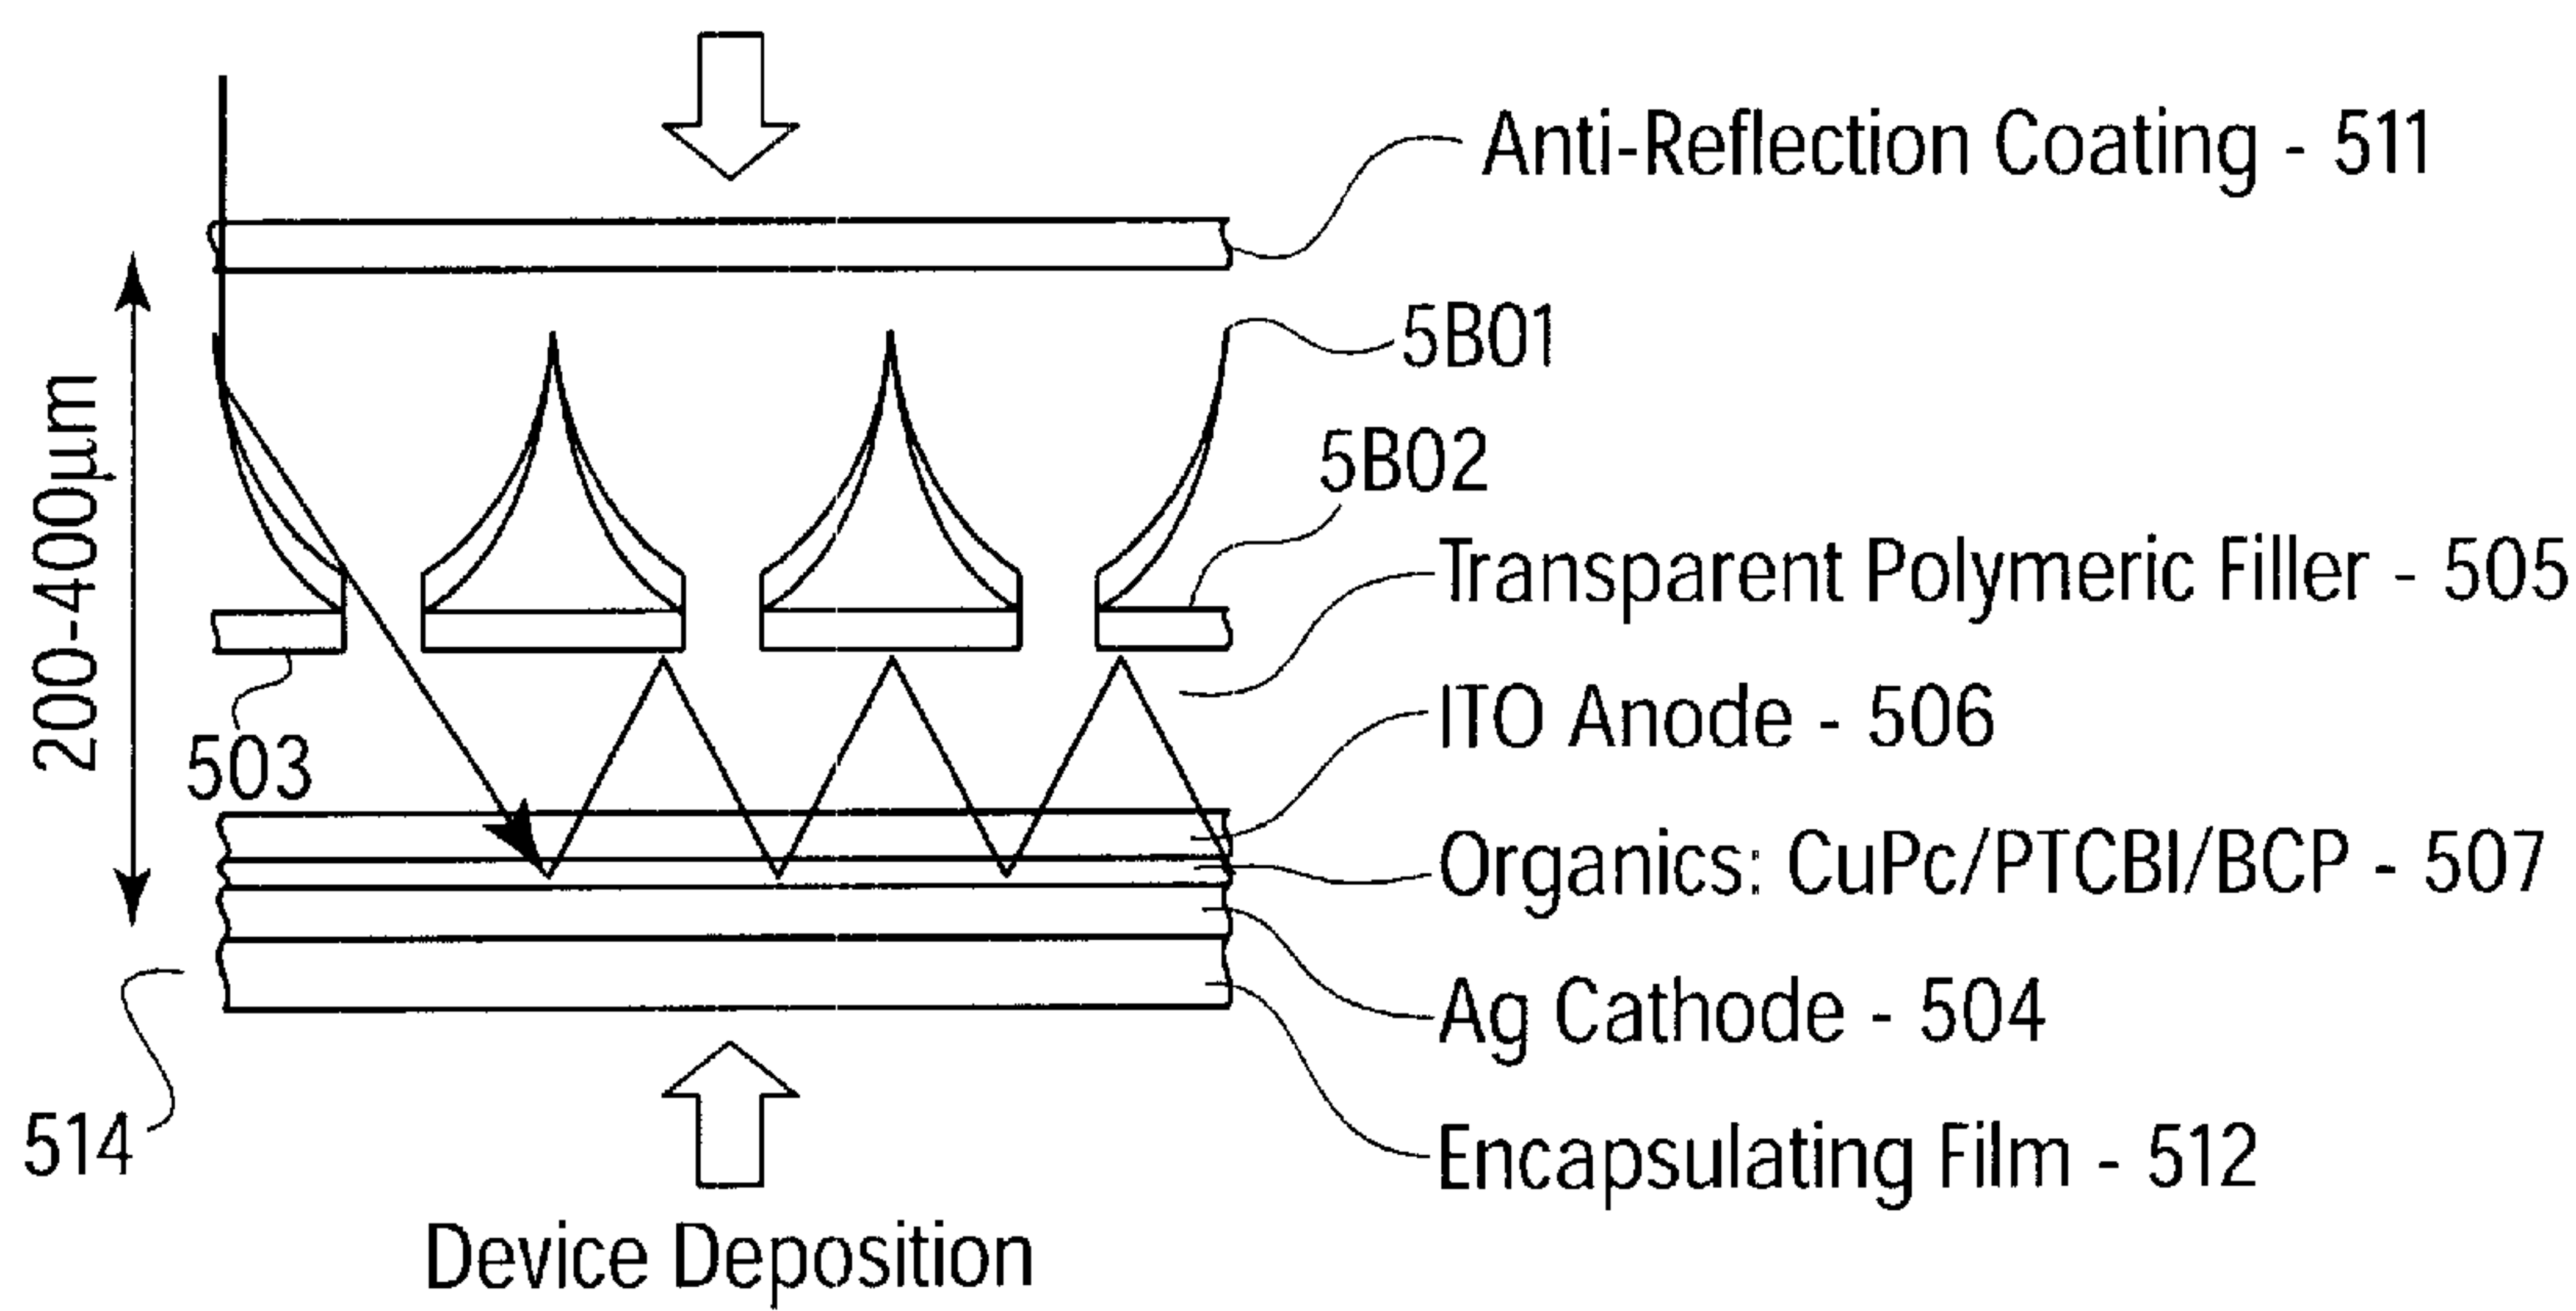 Anti-Reflection Coating - 511
5B01
5B02
Transparent Polymeric Filler - 505
200-400μm
ITO Anode - 506
503
Organics: CuPc/PTCBI/BCP - 507
Ag Cathode - 504
514
Encapsulating Film - 512
Device Deposition